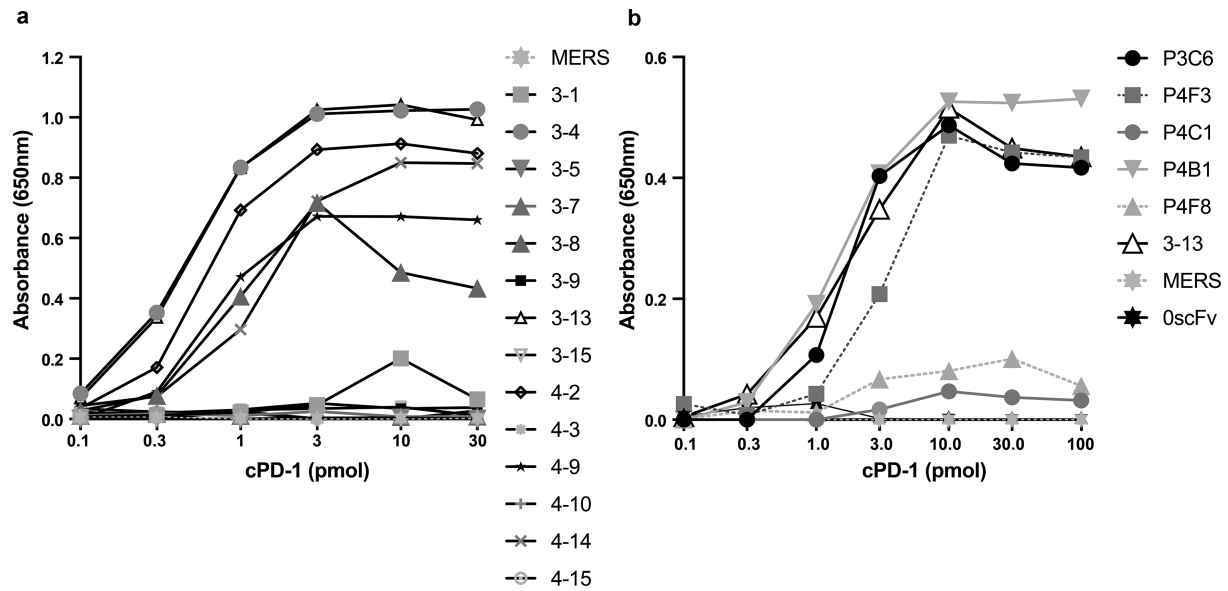 a
Absorbance (650nm)
1.2
1.0
0.8
0.6
0.4
0.2
0.0
0.1 0.3 1 3 10 30
cPD-1 (pmol)
MERS
3-1
3-4
3-5
3-7
3-8
3-9
3-13
3-15
4-2
4-3
4-9
4-10
4-14
4-15
b
Absorbance (650nm)
0.6
0.4
0.2
0.0
0.1 0.3 1.0 3.0 10.0 30.0 100
cPD-1 (pmol)
P3C6
P4F3
P4C1
P4B1
P4F8
3-13
MERS
0scFv